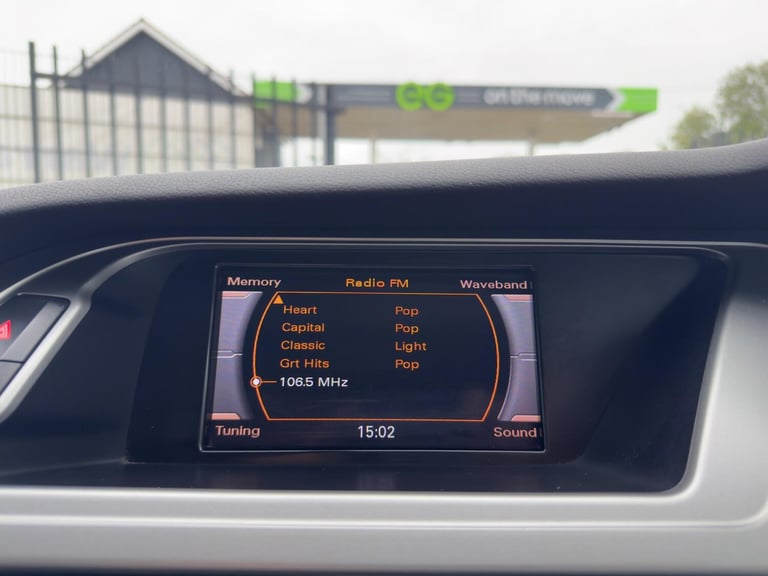 eG on the move
Memory Radio FM Waveband
Heart Pop
Capital Pop
Classic Light
Grt Hits Pop
106.5 MHz
Tuning 15:02 Sound